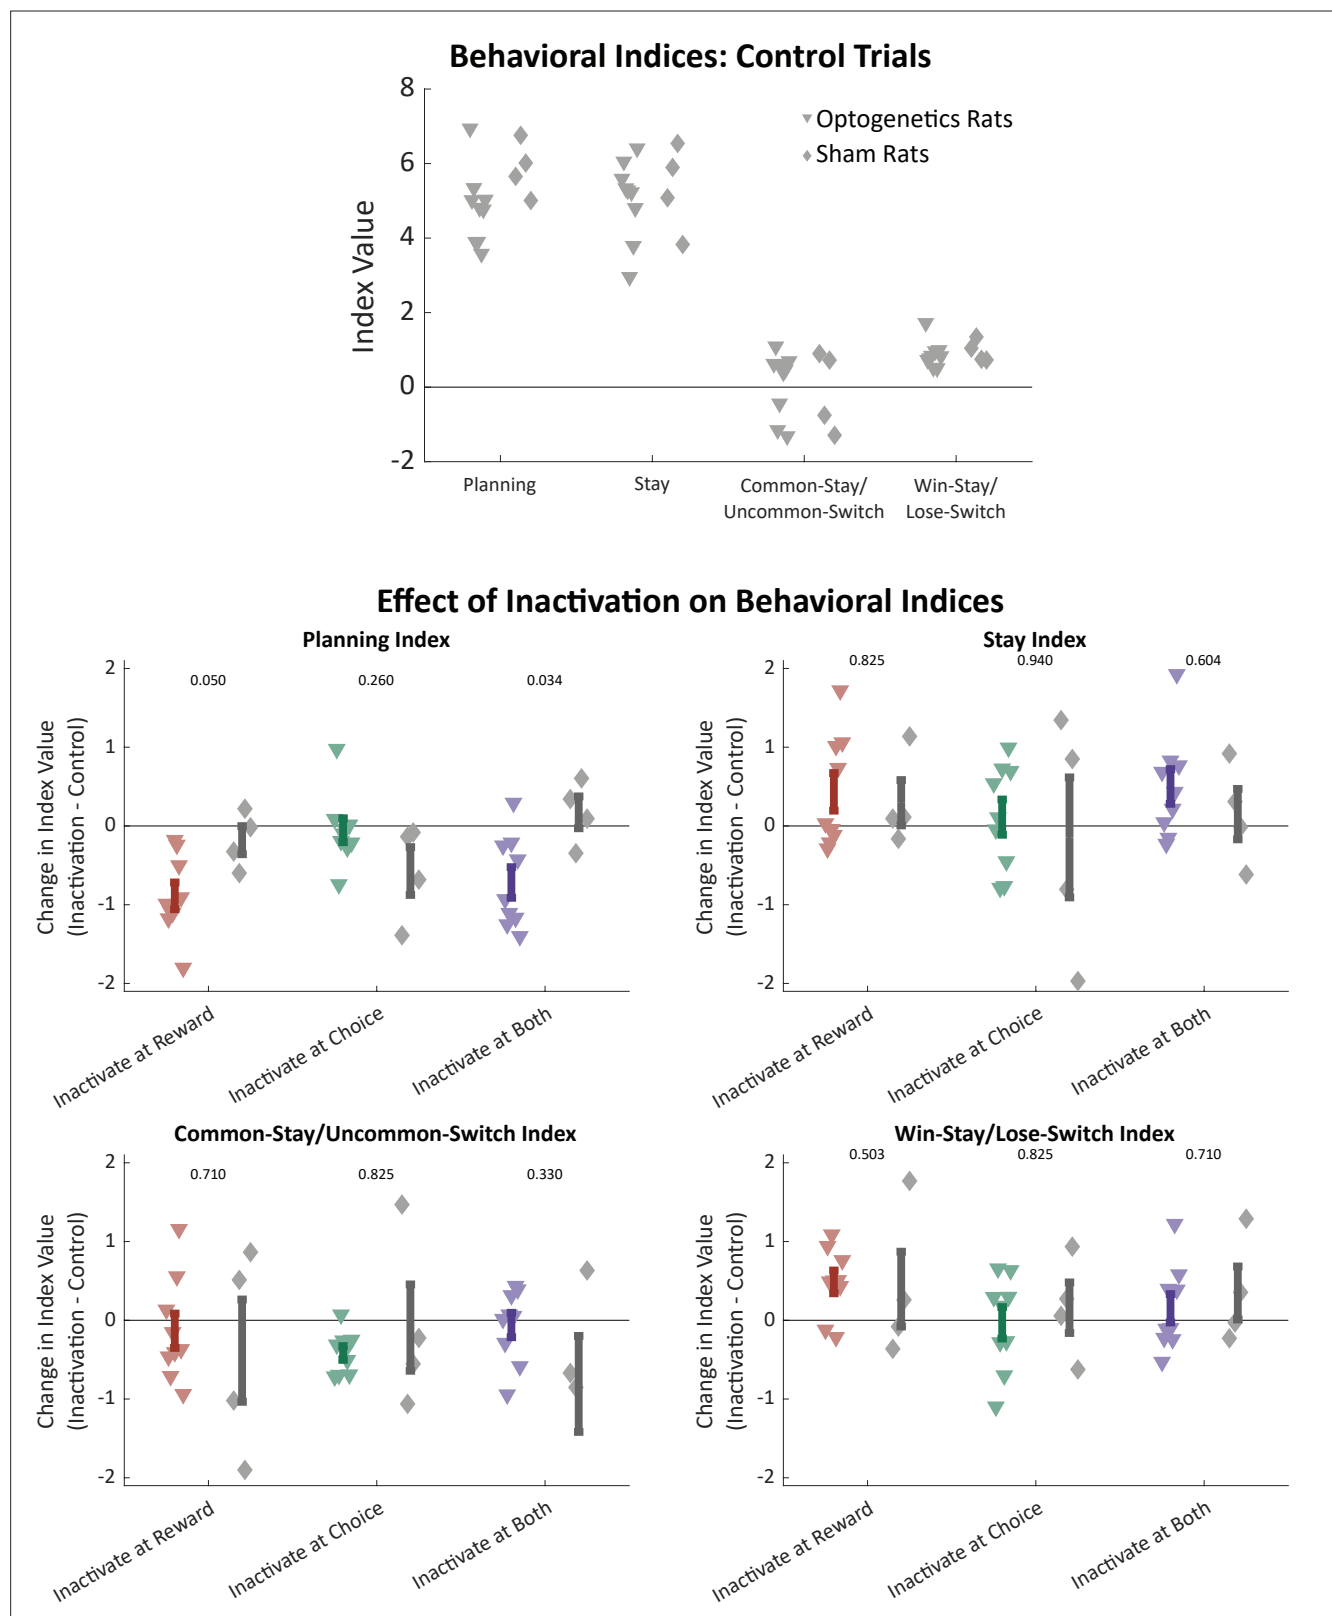 Behavioral Indices: Control Trials
8
6
4
2
0
-2
Index Value
Optogenetics Rats
Sham Rats
Planning
Stay
Common-Stay/
Uncommon-Switch
Win-Stay/
Lose-Switch
Effect of Inactivation on Behavioral Indices
Planning Index
0.050
0.260
0.034
2
1
0
-1
-2
Change in Index Value
(Inactivation - Control)
Inactivate at Reward
Inactivate at Choice
Inactivate at Both
Stay Index
0.825
0.940
0.604
2
1
0
-1
-2
Change in Index Value
(Inactivation - Control)
Inactivate at Reward
Inactivate at Choice
Inactivate at Both
Common-Stay/Uncommon-Switch Index
0.710
0.825
0.330
2
1
0
-1
-2
Change in Index Value
(Inactivation - Control)
Inactivate at Reward
Inactivate at Choice
Inactivate at Both
Win-Stay/Lose-Switch Index
0.503
0.825
0.710
2
1
0
-1
-2
Change in Index Value
(Inactivation - Control)
Inactivate at Reward
Inactivate at Choice
Inactivate at Both